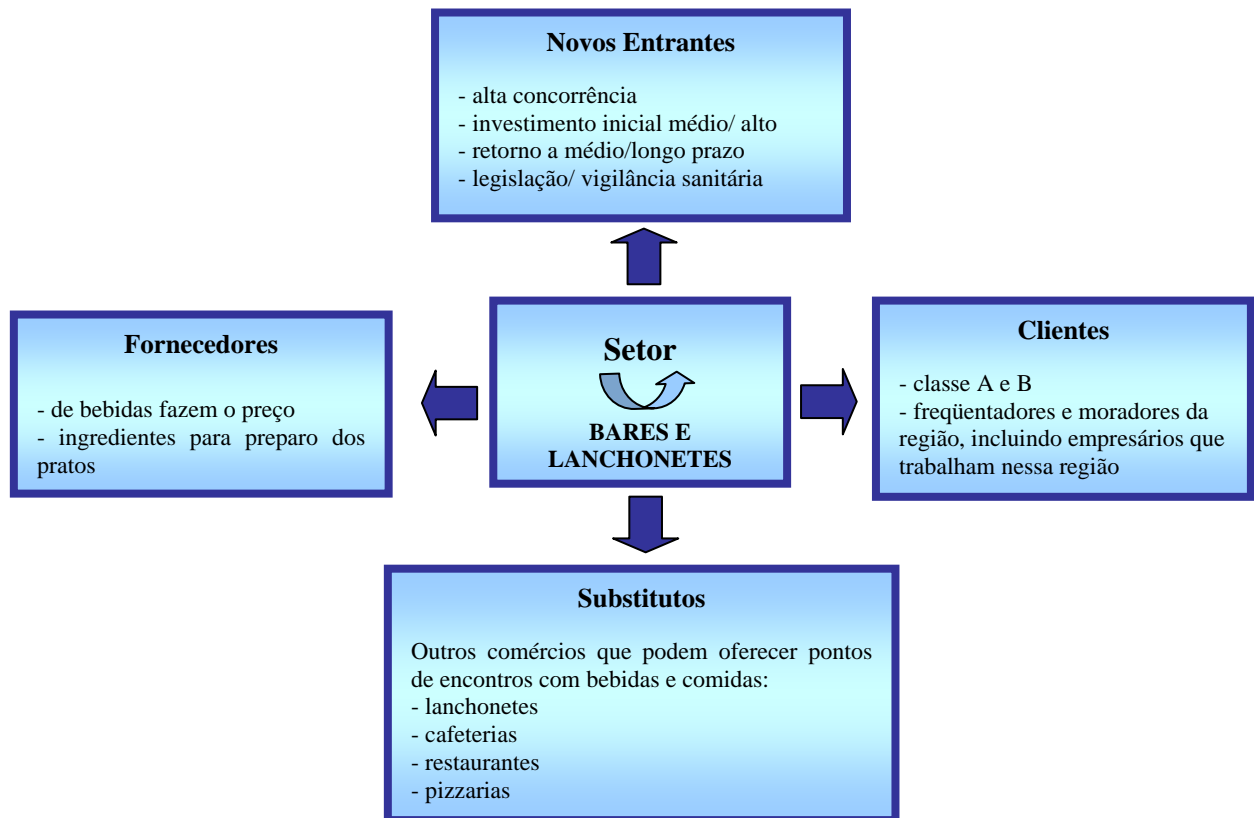 Novos Entrantes
- alta concorrência
- investimento inicial médio/ alto
- retorno a médio/longo prazo
- legislação/ vigilância sanitária
Fornecedores
- de bebidas fazem o preço
- ingredientes para preparo dos
pratos
Setor
BARES E
LANCHONETES
Clientes
- classe A e B
- freqüentadores e moradores da
região, incluindo empresários que
trabalham nessa região
Substitutos
Outros comércios que podem oferecer pontos
de encontros com bebidas e comidas:
- lanchonetes
- cafeterias
- restaurantes
- pizzarias